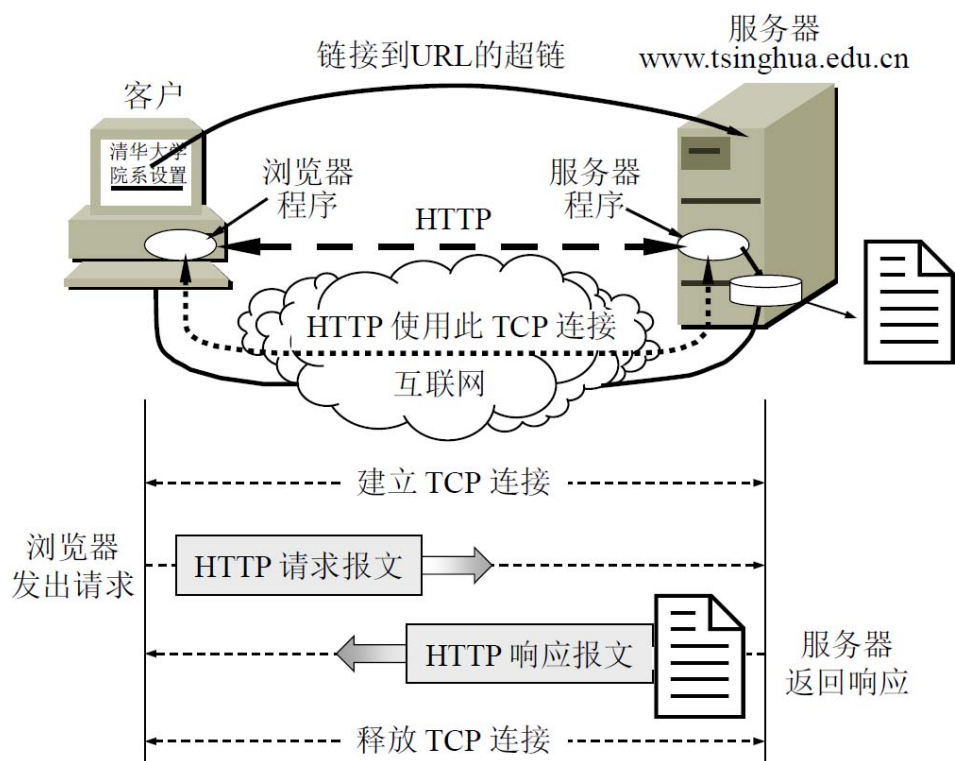 服务器
www.tsinghua.edu.cn
链接到URL的超链
客户
清华大学
院系设置
浏览器
程序
服务器
程序
HTTP
HTTP 使用此 TCP 连接
互联网
建立 TCP 连接
浏览器
发出请求
HTTP 请求报文
HTTP 响应报文
服务器
返回响应
释放 TCP 连接